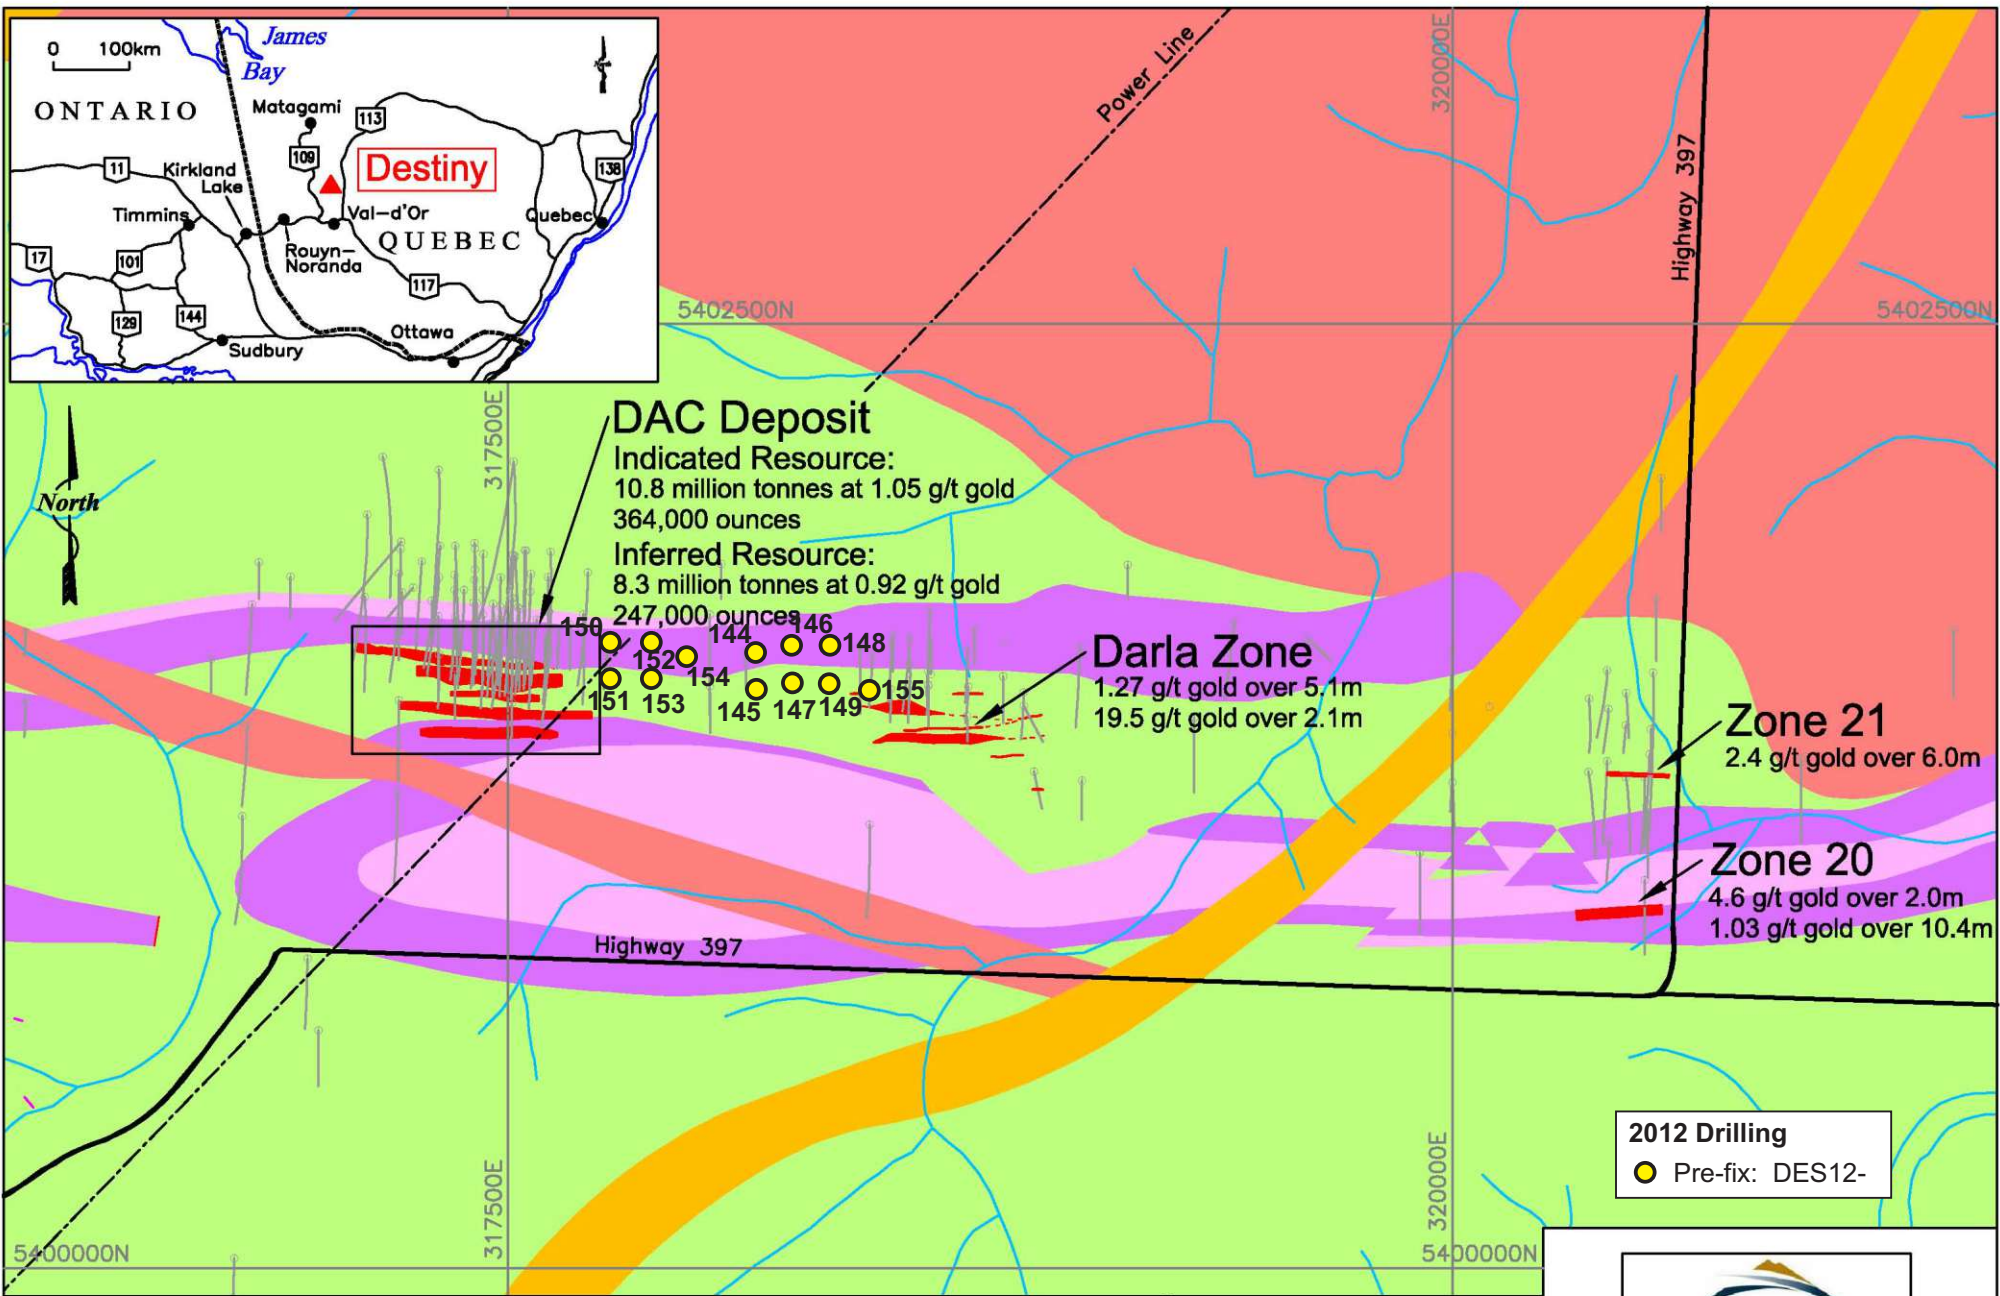 0 100km
James
Bay
ONTARIO
Matagami
113
109
Destiny
11
Kirkland
Lake
138
Timmins
Val-d'Or
Quebec
QUEBEC
Rouyn-
Noranda
17
101
117
129
144
Ottawa
Sudbury
Power Line
320000E
Highway 397
5402500N
5402500N
North
317500E
DAC Deposit
Indicated Resource:
10.8 million tonnes at 1.05 g/t gold
364,000 ounces
Inferred Resource:
8.3 million tonnes at 0.92 g/t gold
247,000 ounces
150
152
154
144
146
148
151
153
145
147
149
155
Darla Zone
1.27 g/t gold over 5.1m
19.5 g/t gold over 2.1m
Zone 21
2.4 g/t gold over 6.0m
Zone 20
4.6 g/t gold over 2.0m
1.03 g/t gold over 10.4m
Highway 397
2012 Drilling
Pre-fix: DES12-
317500E
320000E
5400000N
5400000N